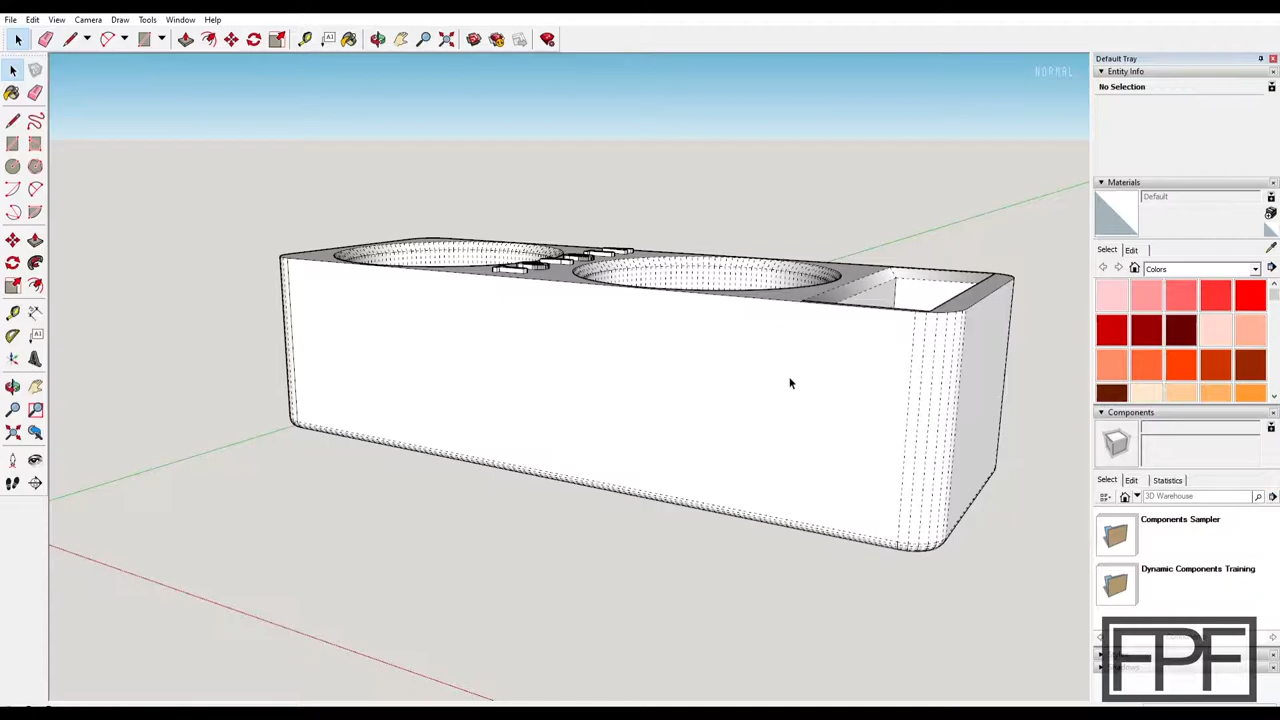 File Edit View Camera Draw Tools Window Help
Default Tray
Entity Info
No Selection
NORMAL
Materials
Default
Select Edit
Colors
Components
Select Edit Statistics
3D Warehouse
Components Sampler
Dynamic Components Training
FPF
Shadows